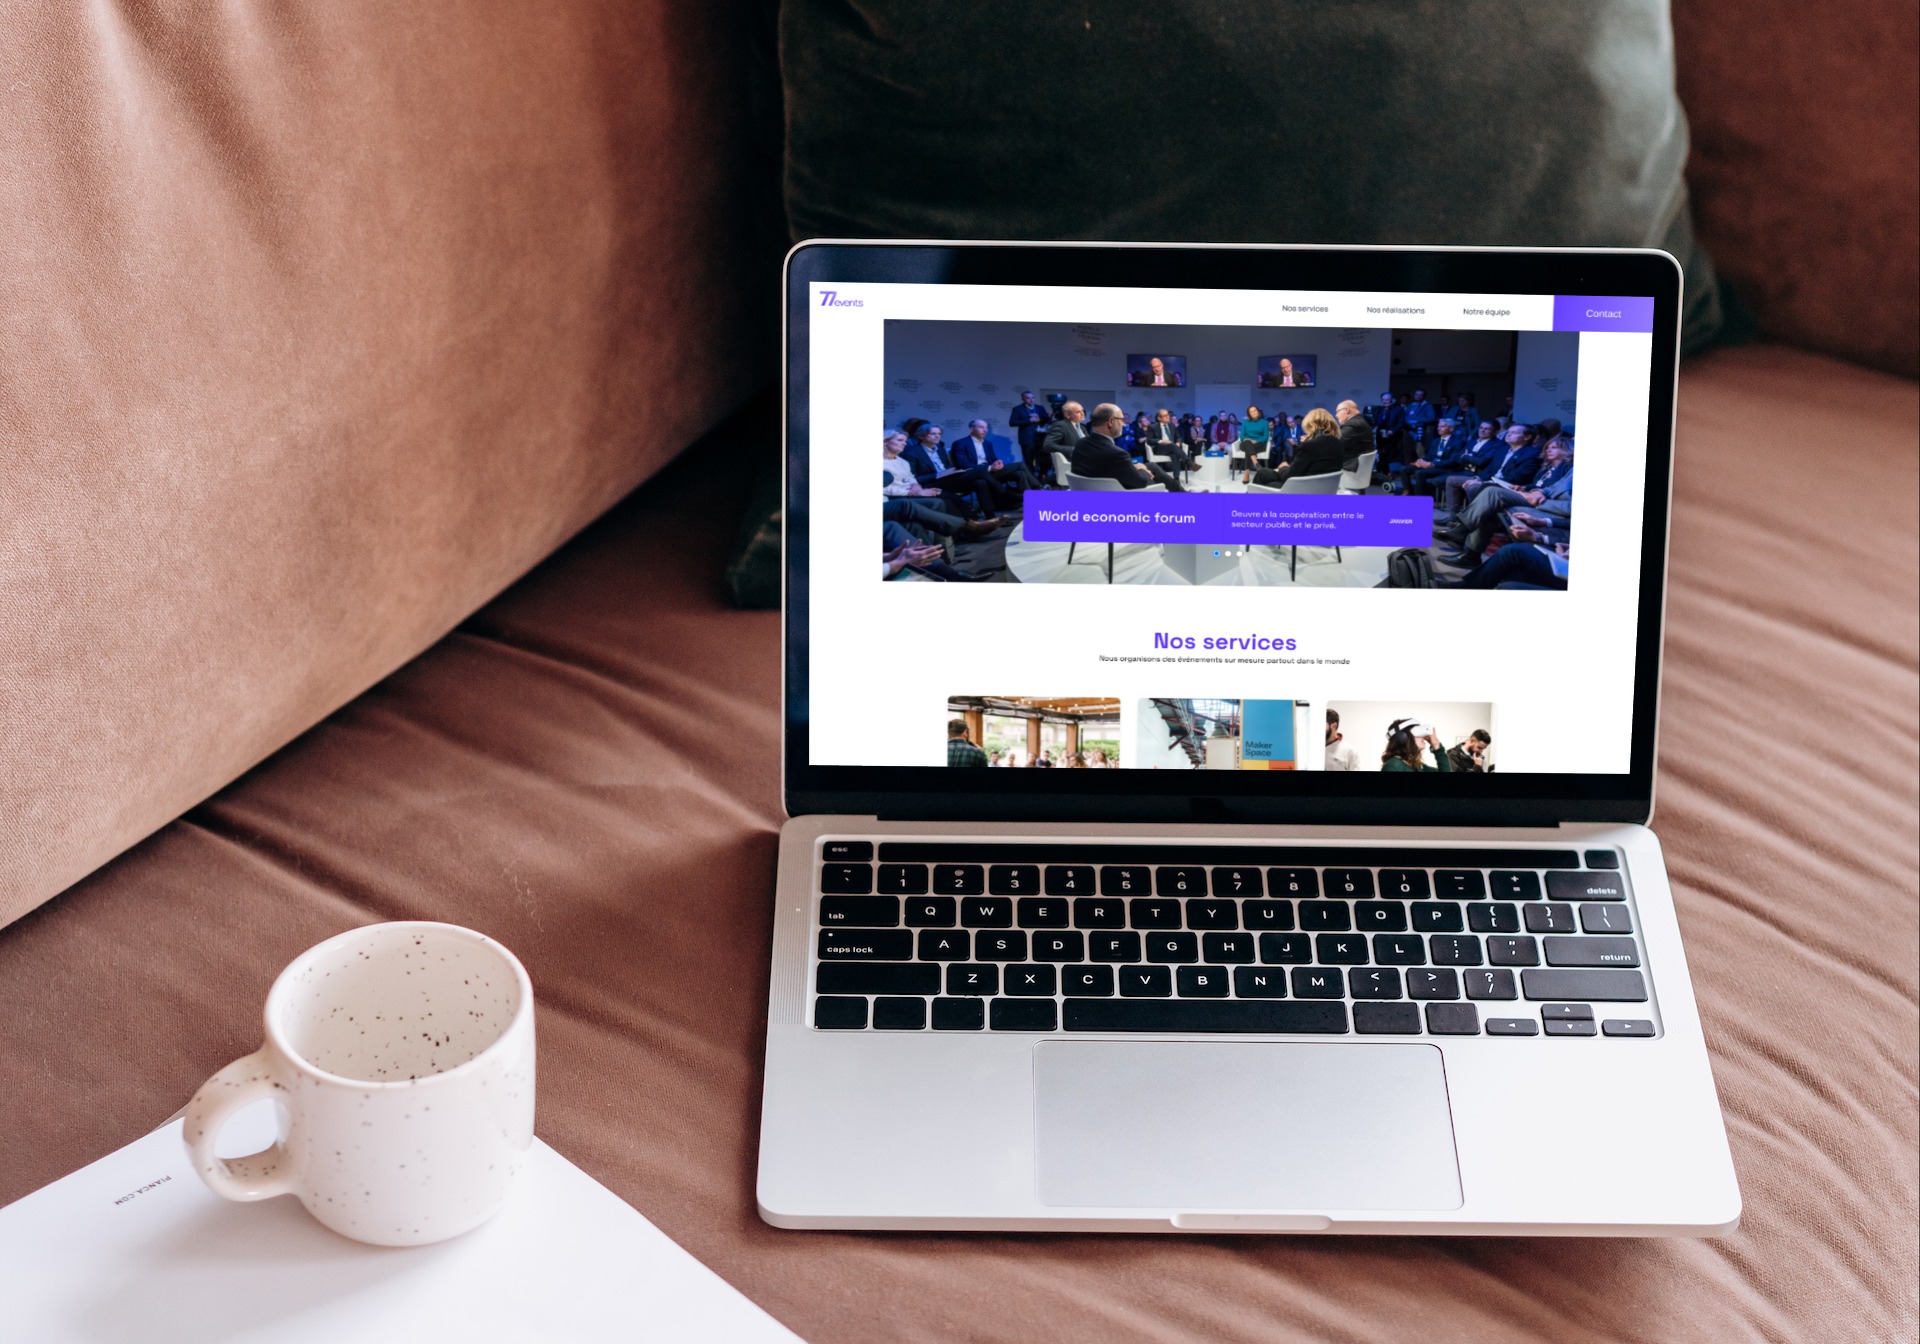 77events
Nos services
Nos réalisations
Notre équipe
Contact
World economic forum
Oeuvre à la coopération entre le
secteur public et le privé.
JANVIER
Nos services
Nous organisons des événements sur mesure partout dans le monde
Maker
Space
esc
~ ! @ # $ % ^ & * ( ) _ +
` 1 2 3 4 5 6 7 8 9 0 - = delete
tab Q W E R T Y U I O P { [ } ] | \
caps lock A S D F G H J K L : ; " ' return
Z X C V B N M < , > . ? /
PIANCA.COM